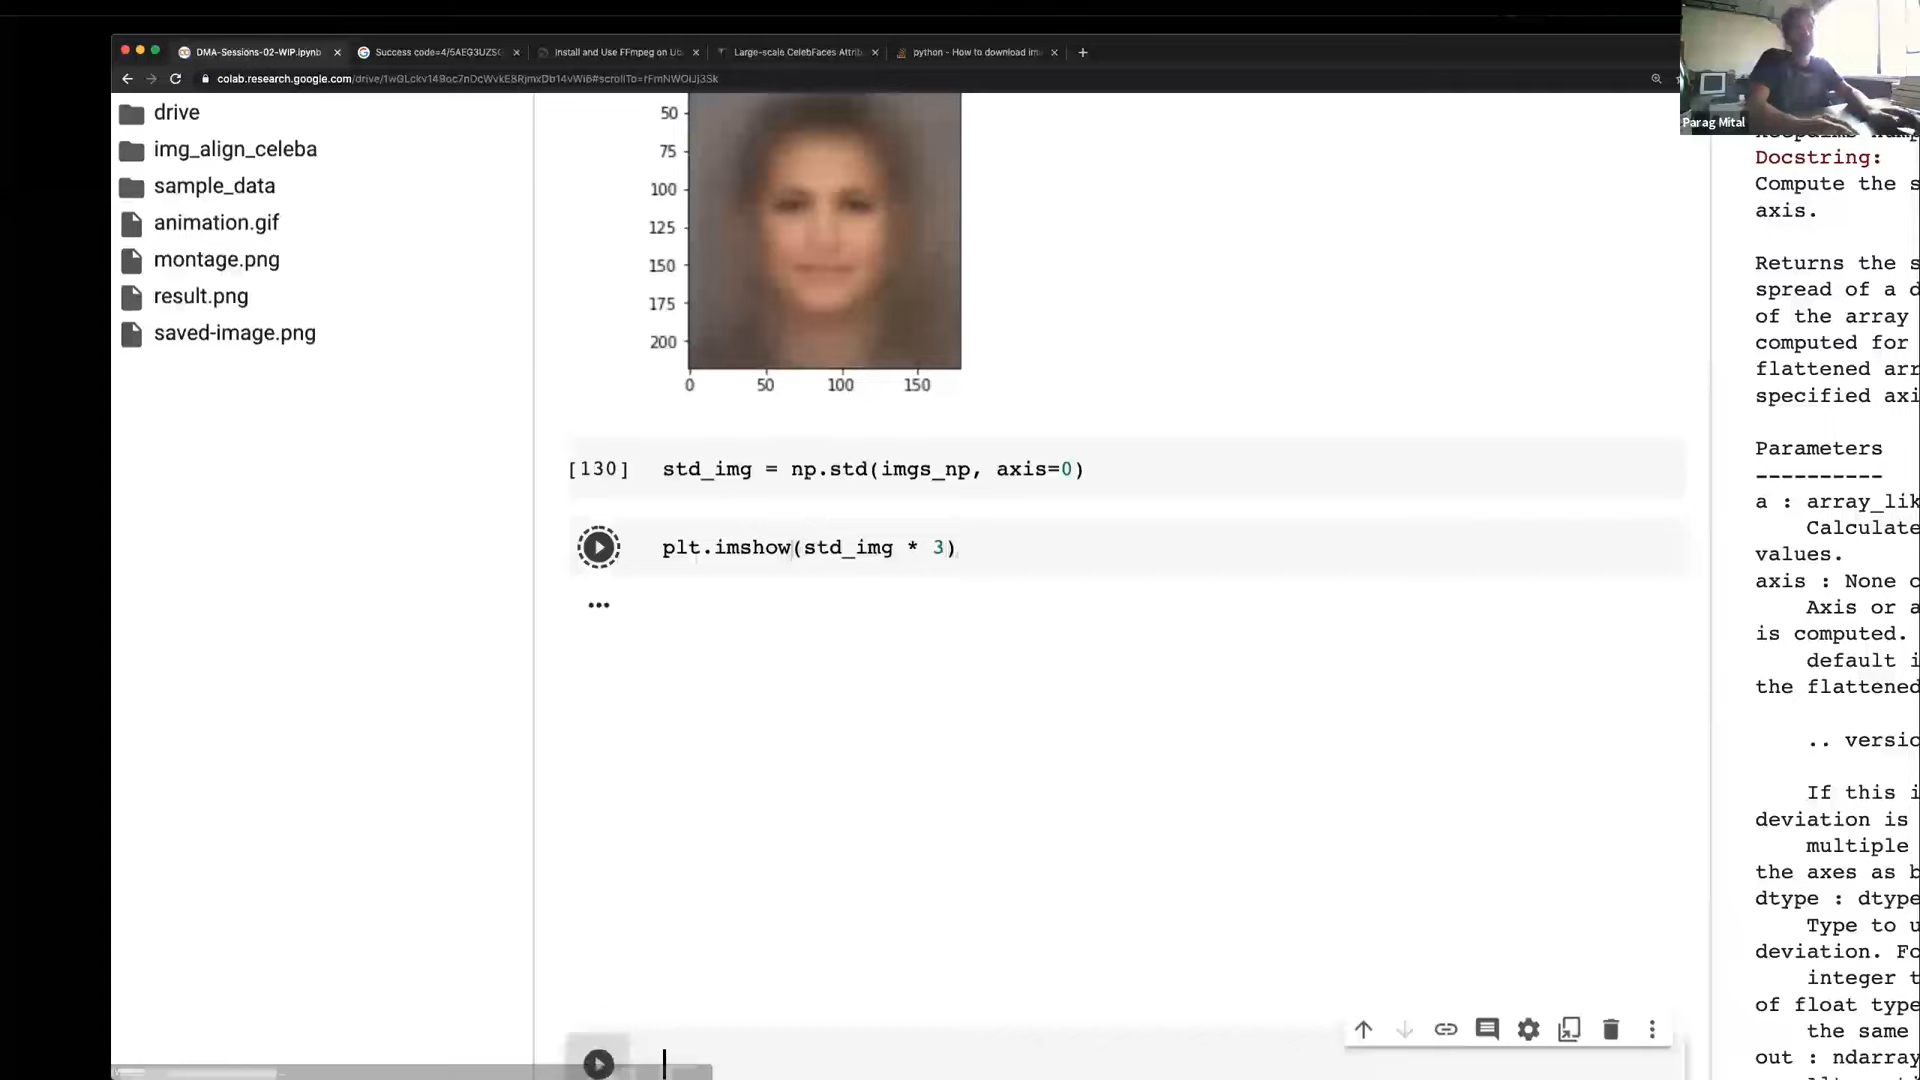 DMA-Sessions-02-WIP.ipynb
Success code=4/5AEG3UZS
Install and Use FFmpeg on Ub
Large-scale CelebFaces Attrib
python - How to download im
colab.research.google.com/drive/
Parag Mital
drive
img_align_celeba
sample_data
animation.gif
montage.png
result.png
saved-image.png
50
75
100
125
150
175
200
0 50 100 150
[130] std_img = np.std(imgs_np, axis=0)
plt.imshow(std_img * 3)
...
Docstring:
Compute the s
axis.
Returns the s
spread of a d
of the array
computed for
flattened arr
specified axi
Parameters
----------
a : array_lik
Calculate
values.
axis : None o
Axis or a
is computed.
default i
the flattened
.. versio
If this i
deviation is
multiple
the axes as b
dtype : dtype
Type to u
deviation. Fo
integer t
of float type
the same
out : ndarray